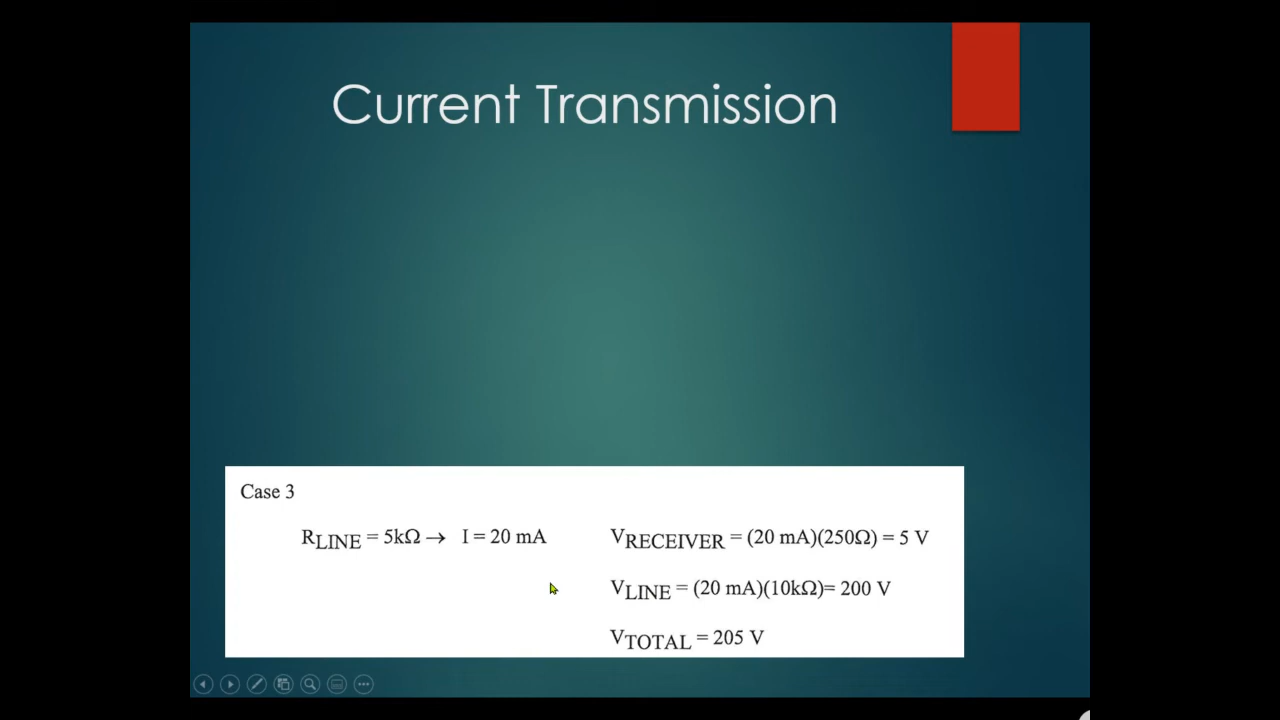 Current Transmission
Case 3
RLINE = 5kΩ → I = 20 mA VRECEIVER = (20 mA)(250Ω) = 5 V
VLINE = (20 mA)(10kΩ)= 200 V
VTOTAL = 205 V